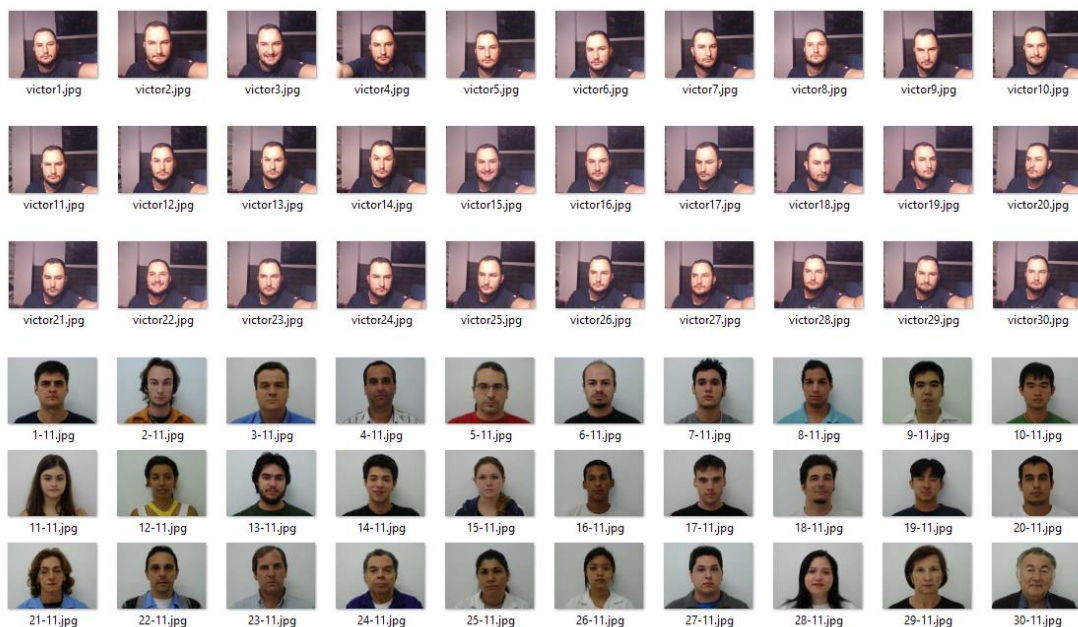 victor1.jpg victor2.jpg victor3.jpg victor4.jpg victor5.jpg victor6.jpg victor7.jpg victor8.jpg victor9.jpg victor10.jpg
victor11.jpg victor12.jpg victor13.jpg victor14.jpg victor15.jpg victor16.jpg victor17.jpg victor18.jpg victor19.jpg victor20.jpg
victor21.jpg victor22.jpg victor23.jpg victor24.jpg victor25.jpg victor26.jpg victor27.jpg victor28.jpg victor29.jpg victor30.jpg
1-11.jpg 2-11.jpg 3-11.jpg 4-11.jpg 5-11.jpg 6-11.jpg 7-11.jpg 8-11.jpg 9-11.jpg 10-11.jpg
11-11.jpg 12-11.jpg 13-11.jpg 14-11.jpg 15-11.jpg 16-11.jpg 17-11.jpg 18-11.jpg 19-11.jpg 20-11.jpg
21-11.jpg 22-11.jpg 23-11.jpg 24-11.jpg 25-11.jpg 26-11.jpg 27-11.jpg 28-11.jpg 29-11.jpg 30-11.jpg